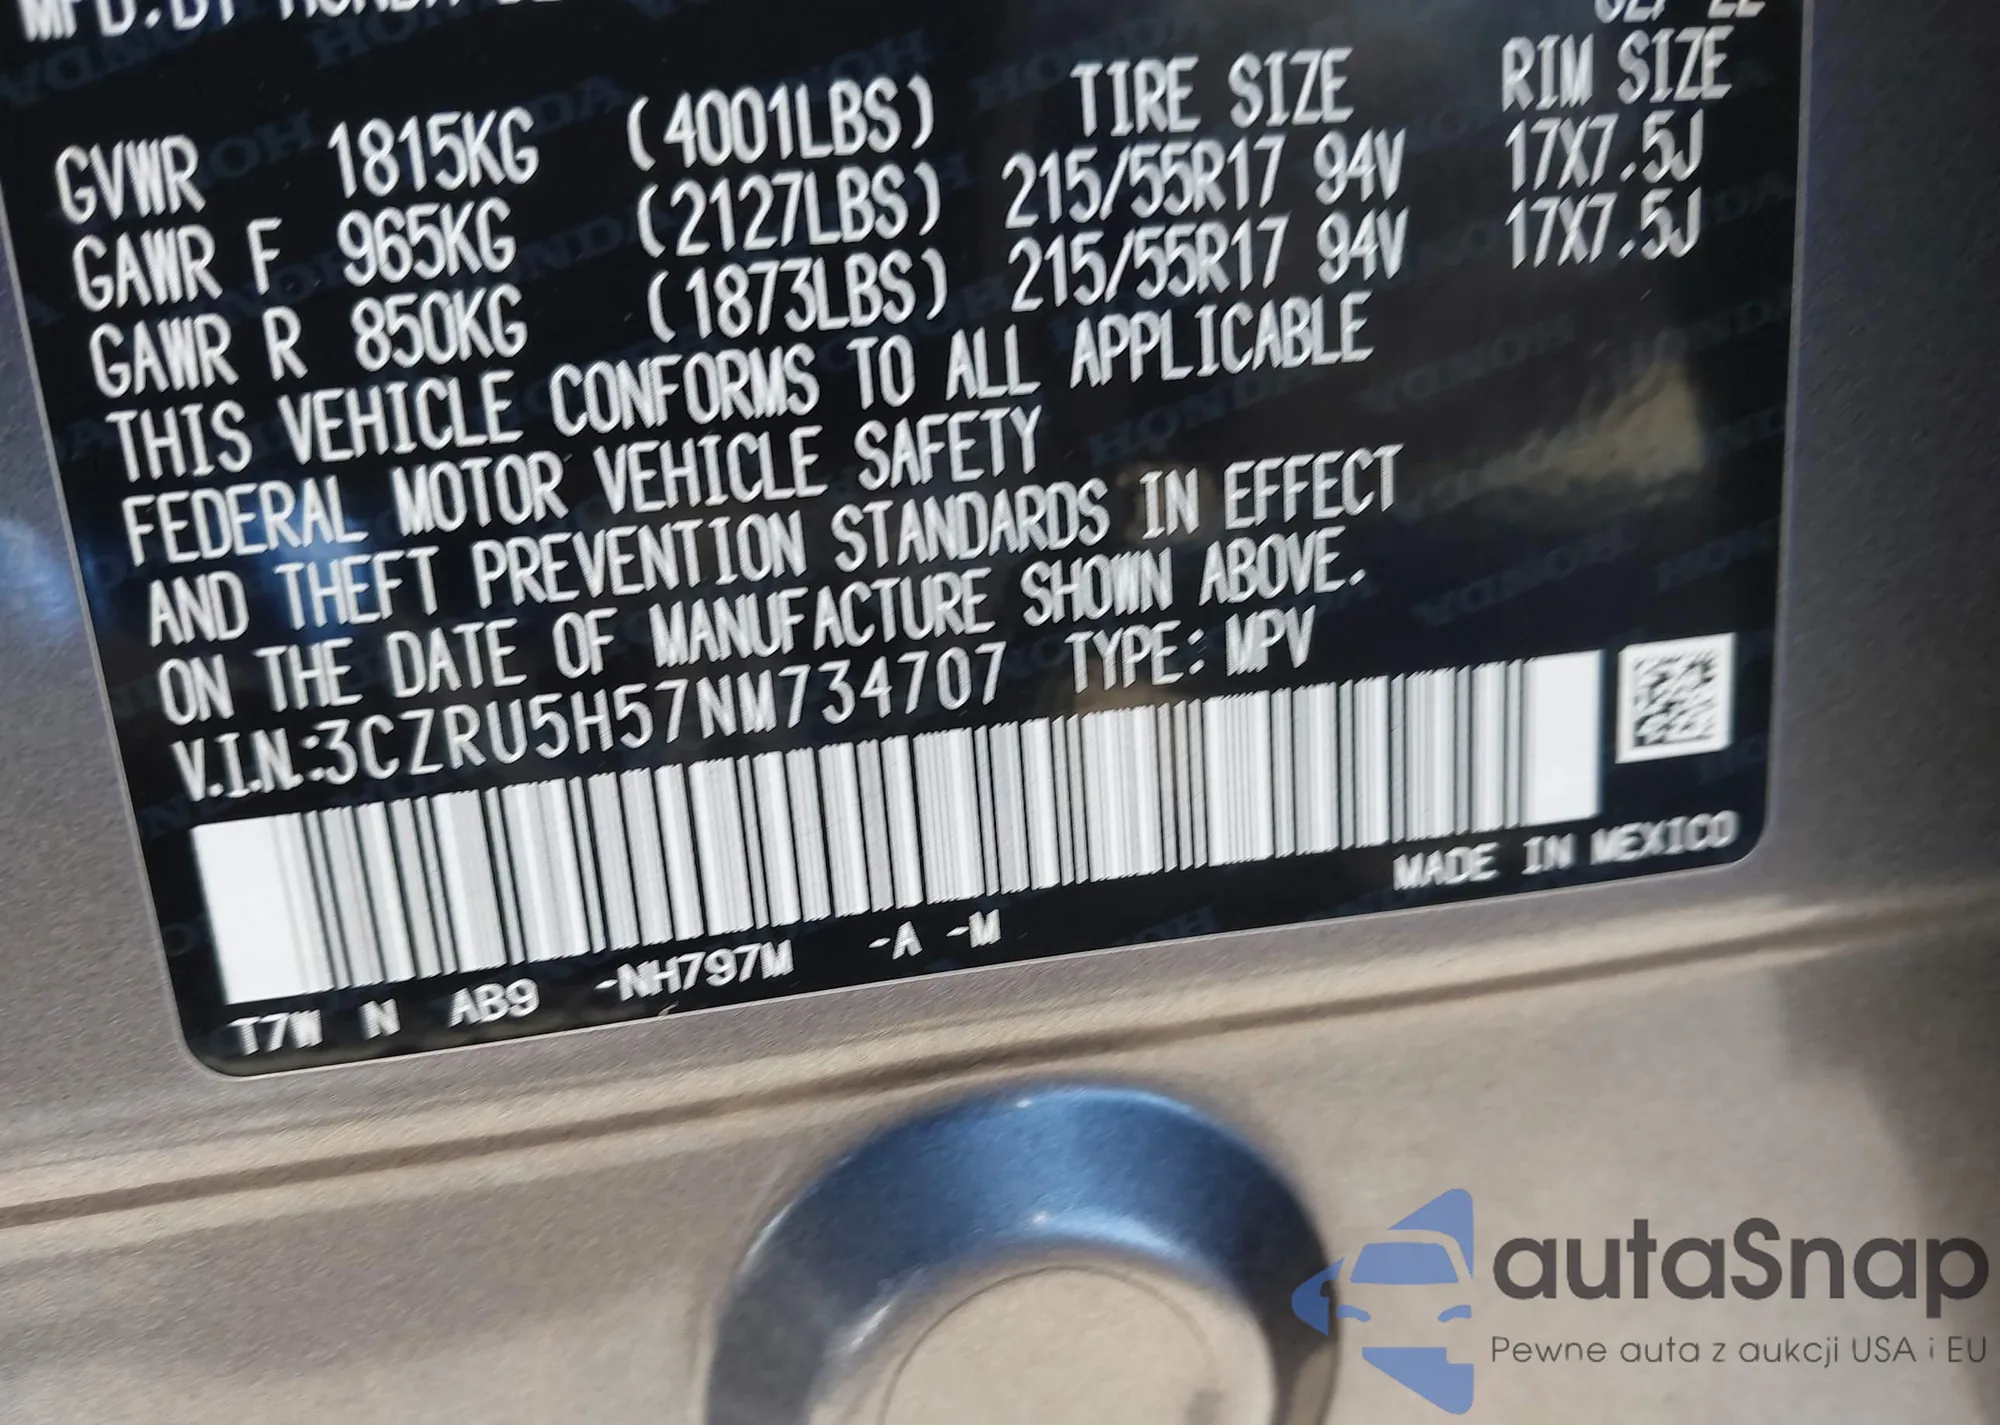 MFD.BY HONDA
GVWR 1815KG (4001LBS) TIRE SIZE RIM SIZE
GAWR F 965KG (2127LBS) 215/55R17 94V 17X7.5J
GAWR R 850KG (1873LBS) 215/55R17 94V 17X7.5J
THIS VEHICLE CONFORMS TO ALL APPLICABLE
FEDERAL MOTOR VEHICLE SAFETY
AND THEFT PREVENTION STANDARDS IN EFFECT
ON THE DATE OF MANUFACTURE SHOWN ABOVE.
V.I.N.:3CZRU5H57NM734707 TYPE: MPV
MADE IN MEXICO
T7W N AB9 -NH797M -A -M
autaSnap
Pewne auta z aukcji USA i EU